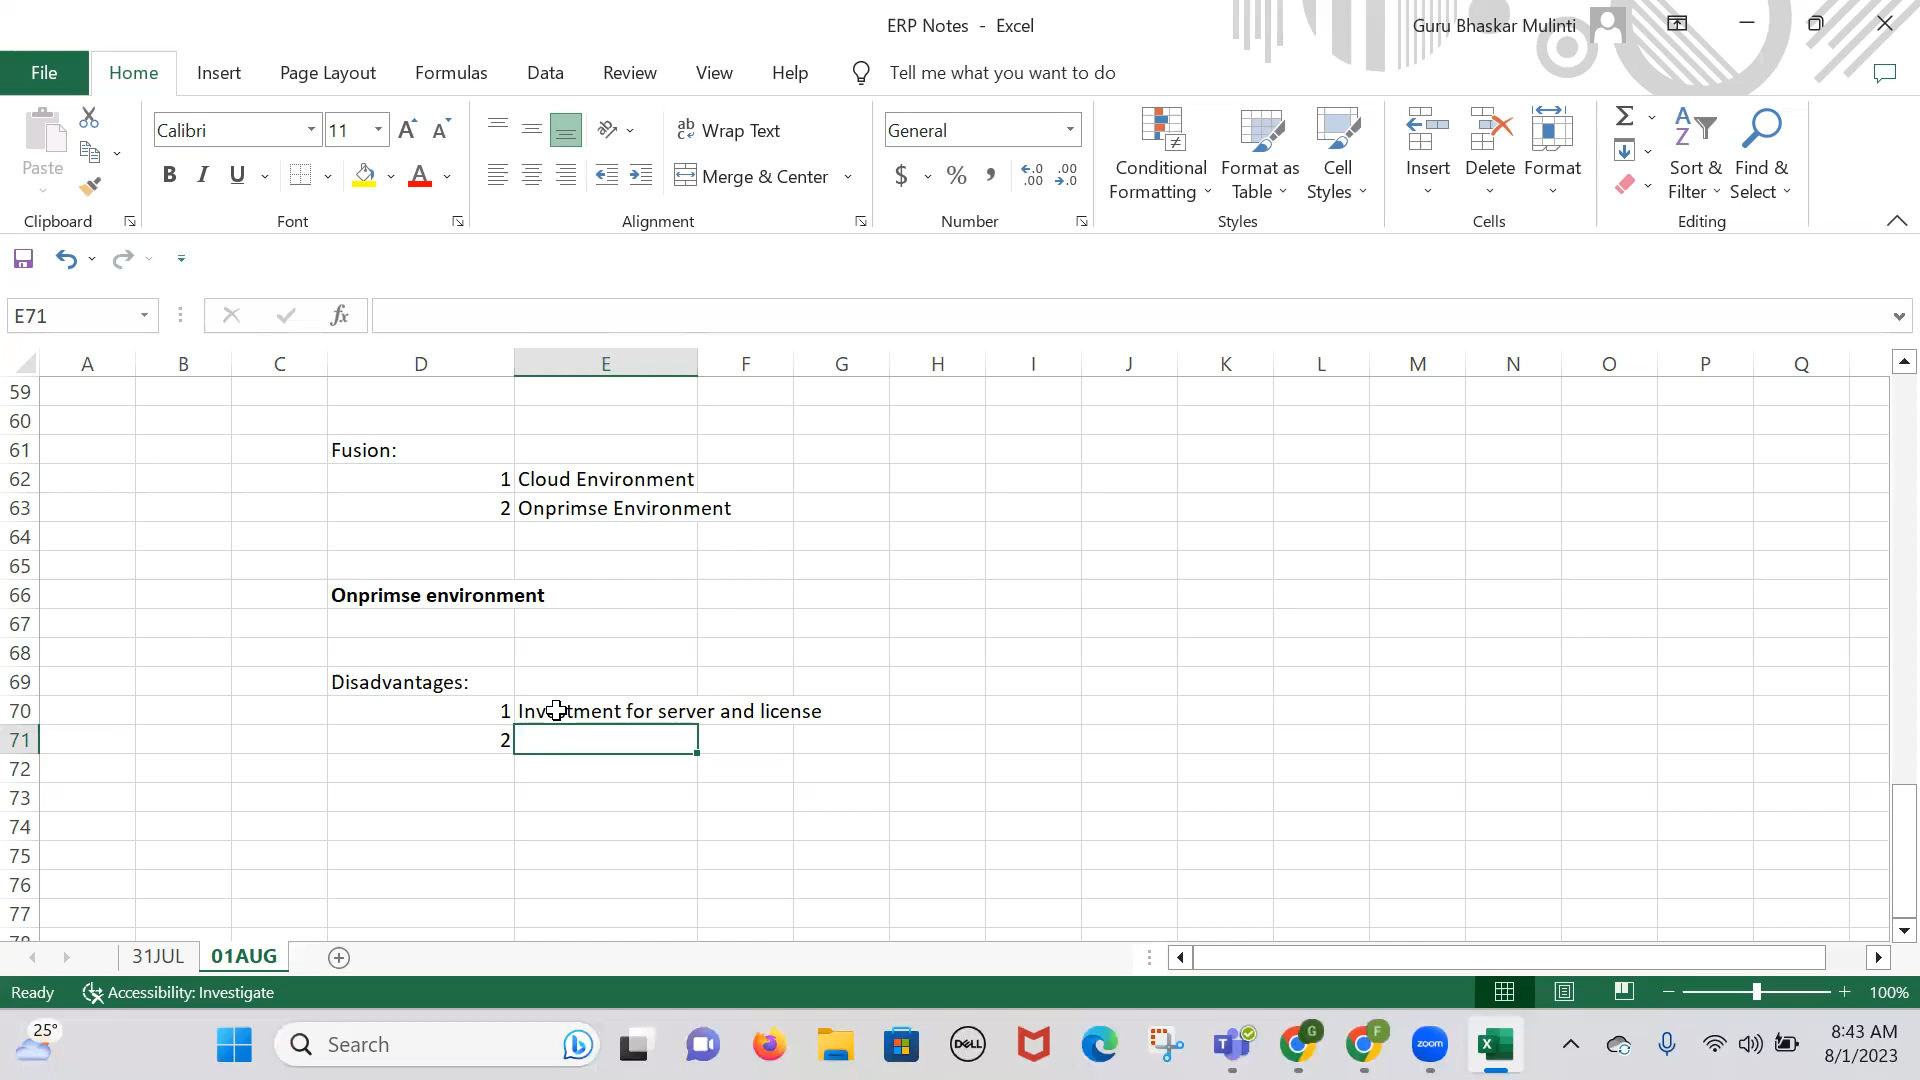 ERP Notes - Excel
Guru Bhaskar Mulinti
File Home Insert Page Layout Formulas Data Review View Help Tell me what you want to do
Calibri 11 ab Wrap Text General
Paste B I U A Merge & Center $ % , Conditional Formatting Format as Table Cell Styles Insert Delete Format Sort & Filter Find & Select
Clipboard Font Alignment Number Styles Cells Editing
E71 fx
A B C D E F G H I J K L M N O P Q
59
60
61 Fusion:
62 1 Cloud Environment
63 2 Onprimse Environment
64
65
66 Onprimse environment
67
68
69 Disadvantages:
70 1 for server and license
71 2
72
73
74
75
76
77
31JUL 01AUG
Ready Accessibility: Investigate 100%
25° Search DELL zoom 8:43 AM
8/1/2023